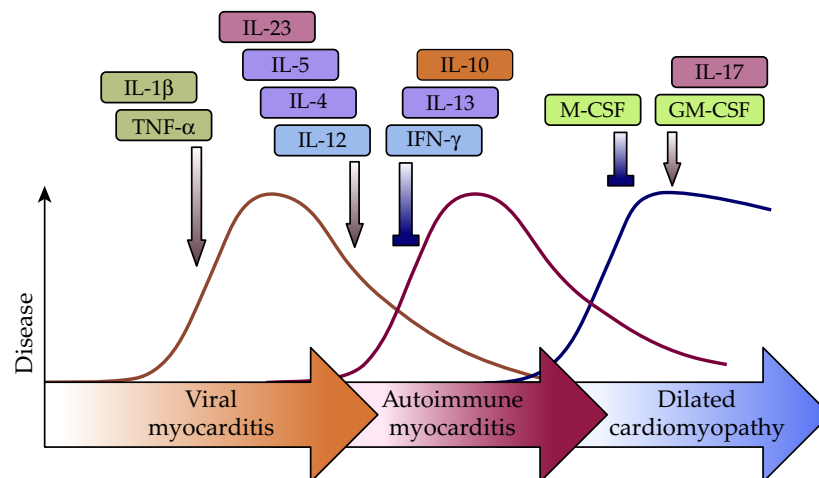 IL-23
IL-5
IL-10
IL-17
IL-1β
IL-4
IL-13
M-CSF
GM-CSF
TNF-α
IL-12
IFN-γ
Disease
Viral
myocarditis
Autoimmune
myocarditis
Dilated
cardiomyopathy